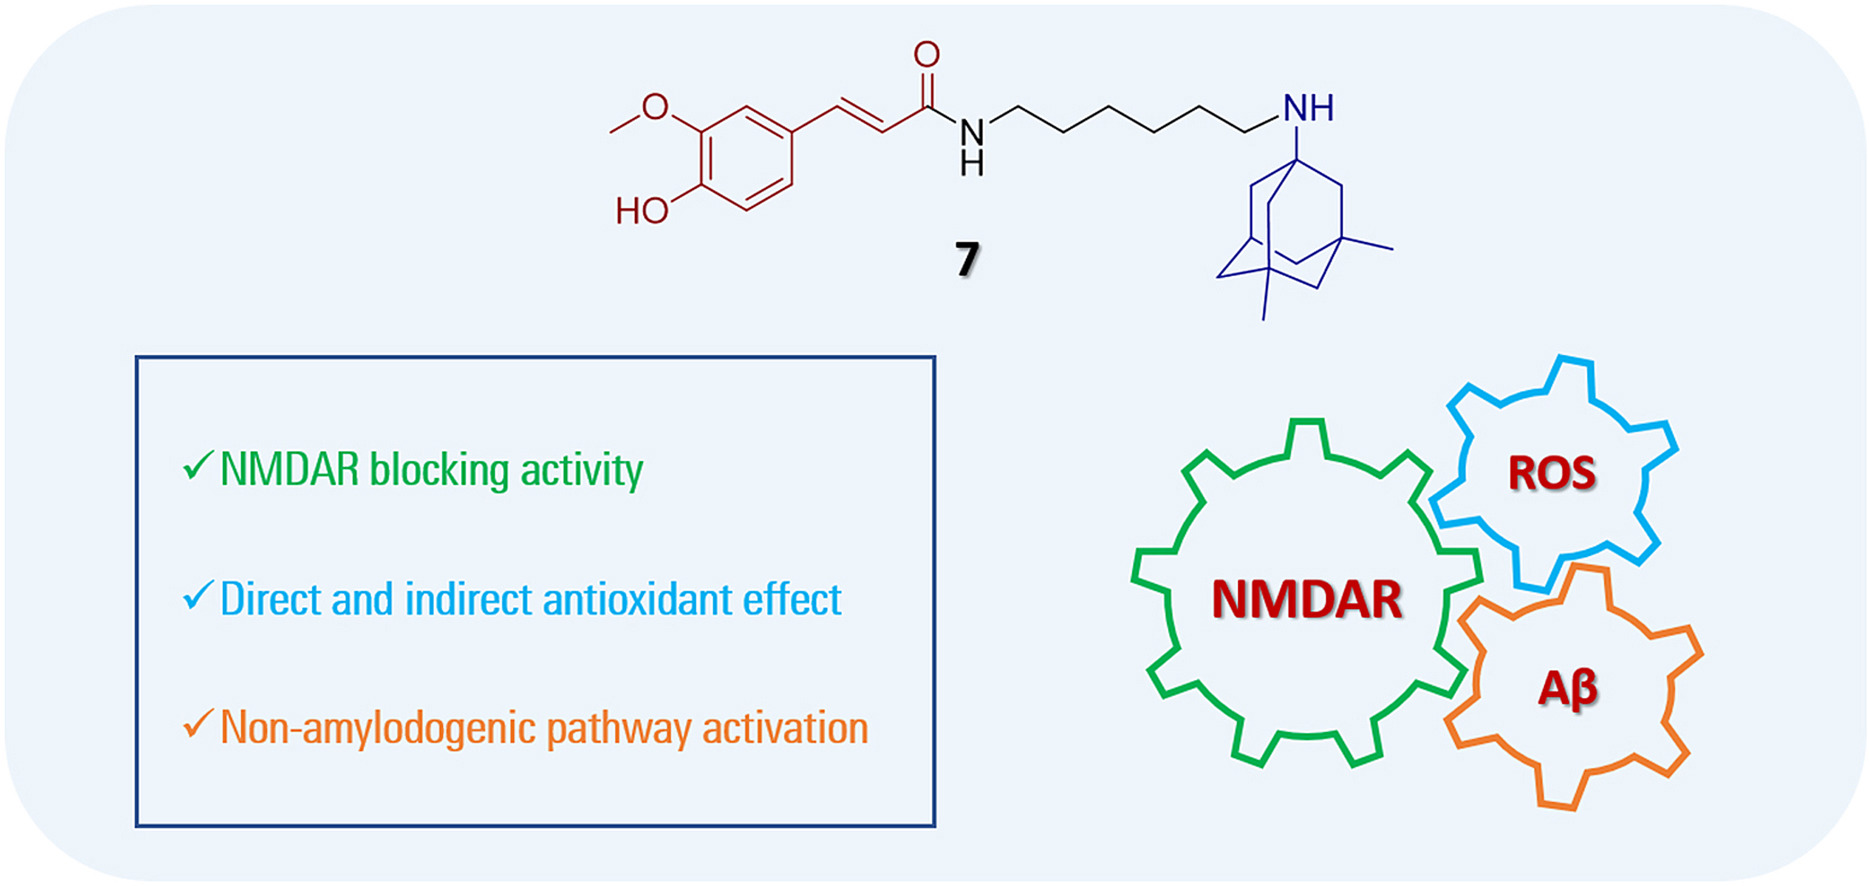 O
O
NH
N
H
HO
7
✓NMDAR blocking activity
✓Direct and indirect antioxidant effect
✓Non-amylodogenic pathway activation
ROS
NMDAR
Aβ